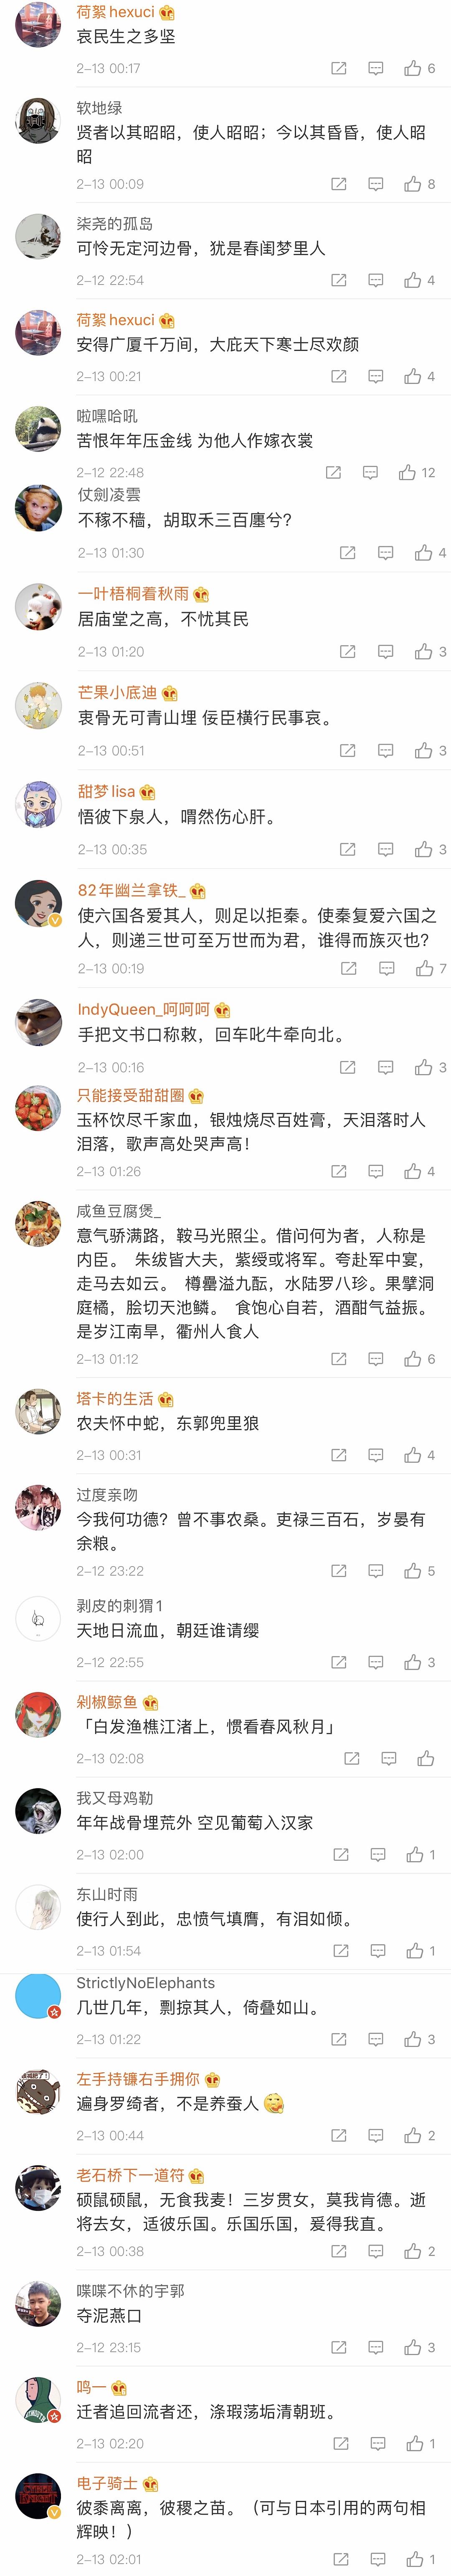 荷絮hexuci
哀民生之多坚
2-13 00:17
6
软地绿
贤者以其昭昭，使人昭昭；今以其昏昏，使人昭
昭
2-13 00:09
8
柒尧的孤岛
可怜无定河边骨，犹是春闺梦里人
2-12 22:54
4
荷絮hexuci
安得广厦千万间，大庇天下寒士尽欢颜
2-13 00:21
4
啦嘿哈吼
苦恨年年压金线 为他人作嫁衣裳
2-12 22:48
12
仗劍凌雲
不稼不穑，胡取禾三百廛兮？
2-13 01:30
4
一叶梧桐着秋雨
居庙堂之高，不忧其民
2-13 01:20
3
芒果小底迪
衷骨无可青山埋 佞臣横行民事哀。
2-13 00:51
3
甜梦lisa
悟彼下泉人，喟然伤心肝。
2-13 00:35
3
82年幽兰拿铁_
使六国各爱其人，则足以拒秦。使秦复爱六国之
人，则递三世可至万世而为君，谁得而族灭也？
2-13 00:19
7
IndyQueen_呵呵呵
手把文书口称敕，回车叱牛牵向北。
2-13 00:16
3
只能接受甜甜圈
玉杯饮尽千家血，银烛烧尽百姓膏，天泪落时人
泪落，歌声高处哭声高！
2-13 01:26
4
咸鱼豆腐煲_
意气骄满路，鞍马光照尘。借问何为者，人称是
内臣。 朱绂皆大夫，紫绶或将军。夸赴军中宴，
走马去如云。 樽罍溢九酝，水陆罗八珍。果擘洞
庭橘，脍切天池鳞。 食饱心自若，酒酣气益振。
是岁江南旱，衢州人食人
2-13 01:12
6
塔卡的生活
农夫怀中蛇，东郭兜里狼
2-13 00:31
4
过度亲吻
今我何功德？曾不事农桑。吏禄三百石，岁晏有
余粮。
2-12 23:22
5
剥皮的刺猬1
天地日流血，朝廷谁请缨
2-12 22:55
3
剁椒鲸鱼
「白发渔樵江渚上，惯看春风秋月」
2-13 02:08
我又母鸡勒
年年战骨埋荒外 空见葡萄入汉家
2-13 02:00
1
东山时雨
使行人到此，忠愤气填膺，有泪如倾。
2-13 01:54
1
StrictlyNoElephants
几世几年，剽掠其人，倚叠如山。
2-13 01:22
3
左手持镰右手拥你
遍身罗绮者，不是养蚕人
2-13 00:44
2
老石桥下一道符
硕鼠硕鼠，无食我麦！三岁贯女，莫我肯德。逝
将去女，适彼乐国。乐国乐国，爰得我直。
2-13 00:38
2
喋喋不休的宇郭
夺泥燕口
2-12 23:15
3
鸣一
迁者追回流者还，涤瑕荡垢清朝班。
2-13 02:20
1
电子骑士
彼黍离离，彼稷之苗。（可与日本引用的两句相
辉映！）
2-13 02:01
1